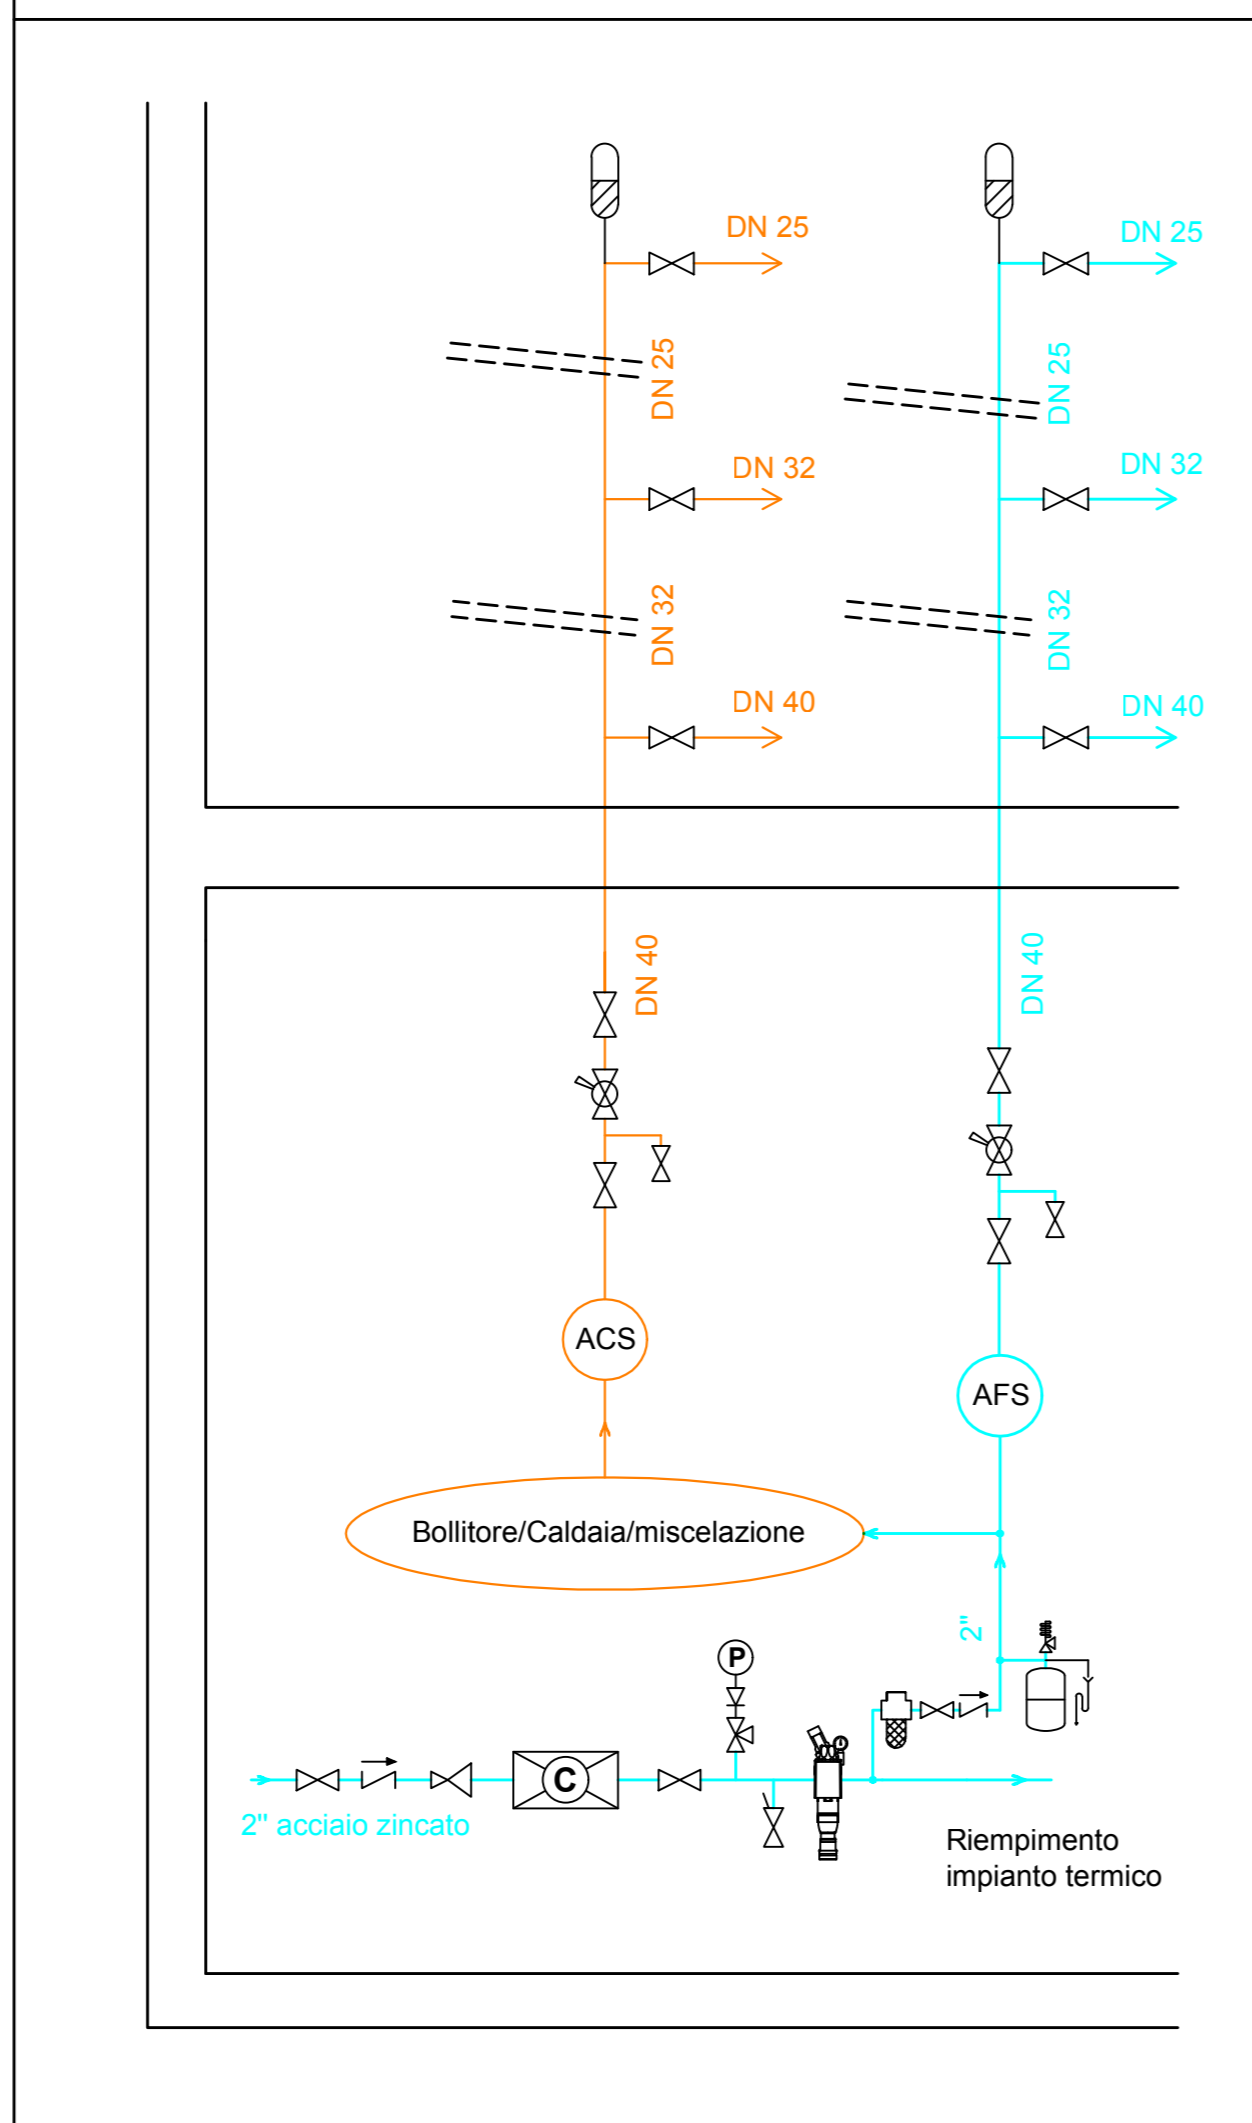 DN 25
DN 25
DN 25
DN 25
DN 32
DN 32
DN 32
DN 32
DN 40
DN 40
DN 40
DN 40
ACS
AFS
Bollitore/Caldaia/miscelazione
2"
P
C
2" acciaio zincato
Riempimento
impianto termico